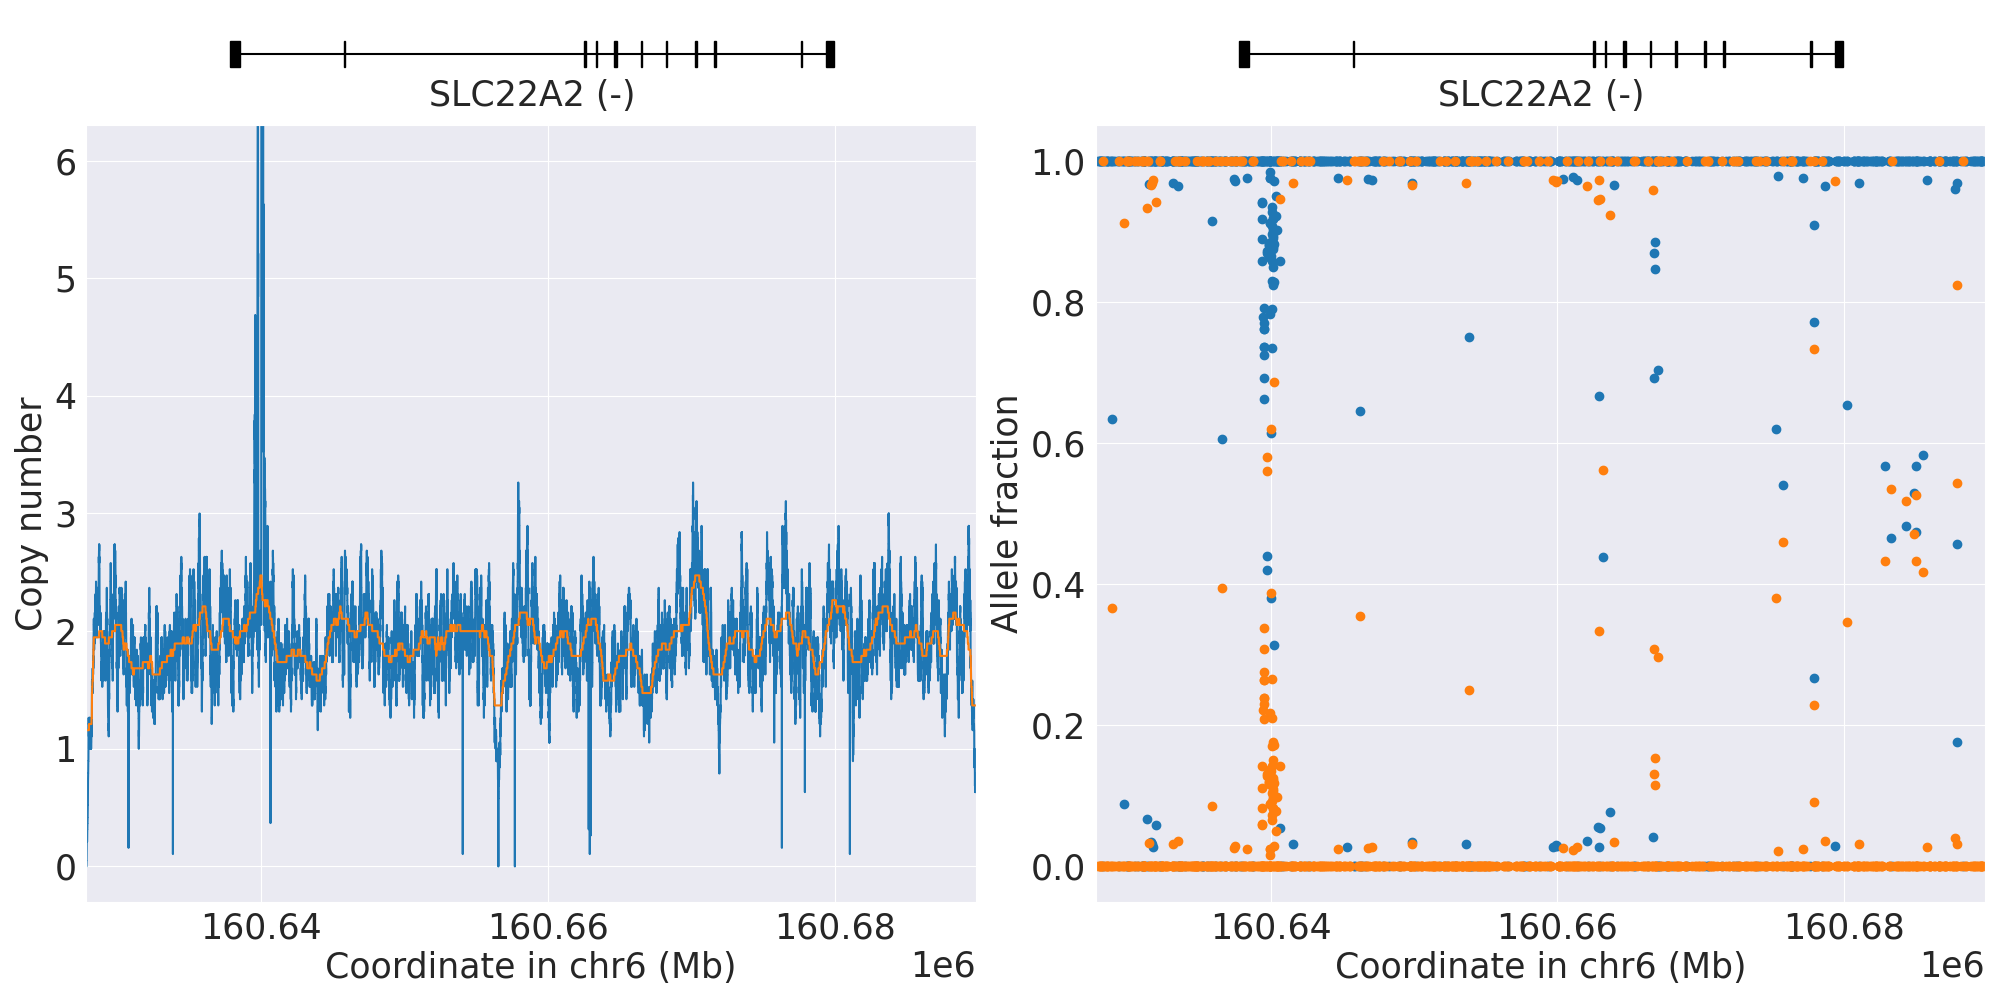 SLC22A2 (-)
6
5
4
3
2
1
0
Copy number
160.64
160.66
160.68
Coordinate in chr6 (Mb)
1e6
SLC22A2 (-)
1.0
0.8
0.6
0.4
0.2
0.0
Allele fraction
160.64
160.66
160.68
Coordinate in chr6 (Mb)
1e6